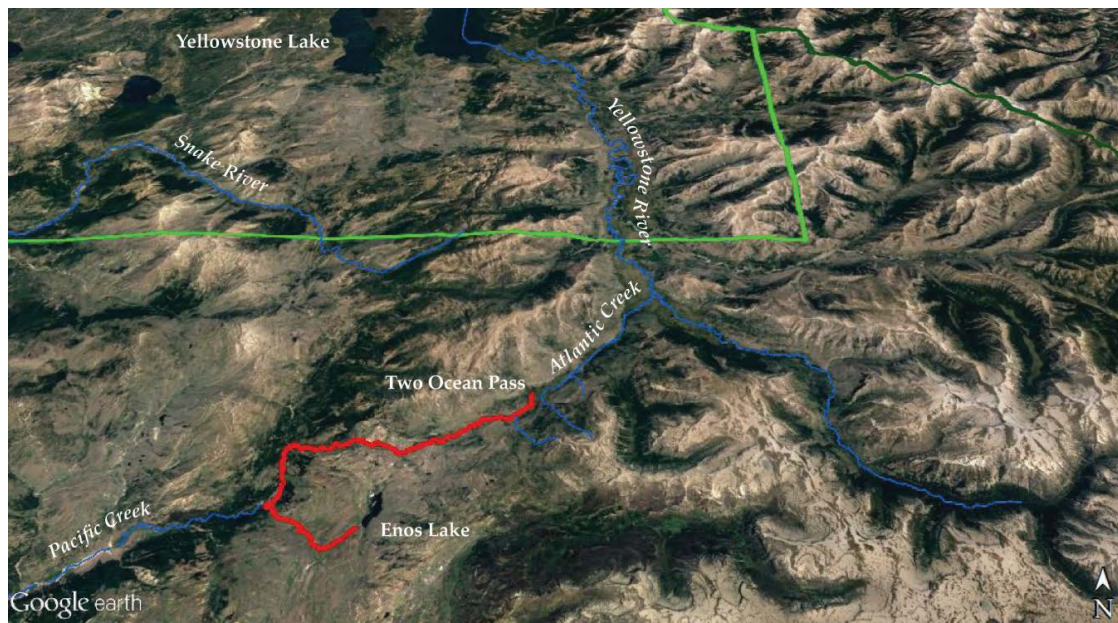 Yellowstone Lake
Snake River
Yellowstone River
Atlantic Creek
Two Ocean Pass
Pacific Creek
Enos Lake
Google earth
N